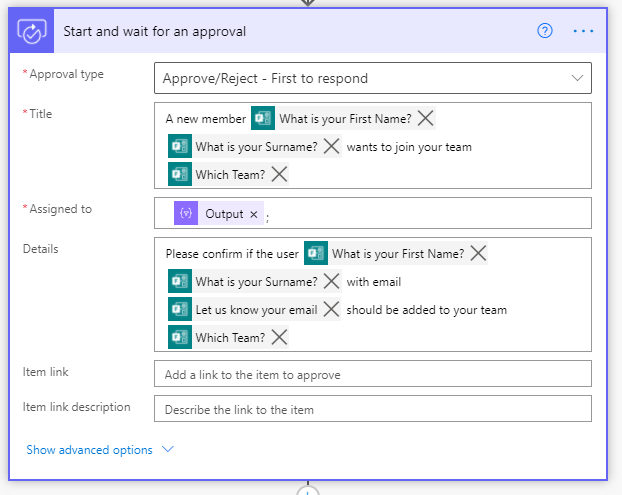 Start and wait for an approval
* Approval type
Approve/Reject - First to respond
* Title
A new member What is your First Name?
What is your Surname? wants to join your team
Which Team?
* Assigned to
Output ;
Details
Please confirm if the user What is your First Name?
What is your Surname? with email
Let us know your email should be added to your team
Which Team?
Item link
Add a link to the item to approve
Item link description
Describe the link to the item
Show advanced options